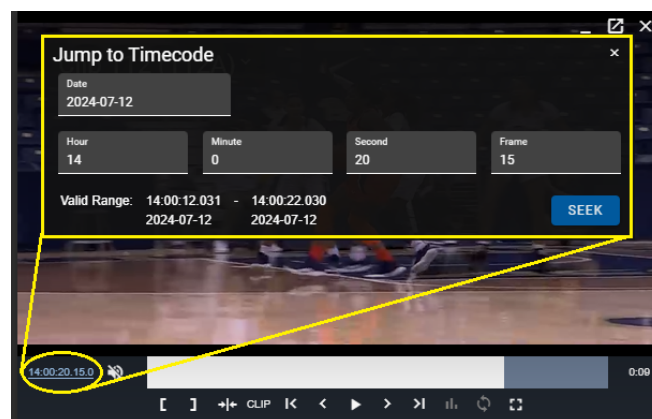 Jump to Timecode ×
Date
2024-07-12
Hour Minute Second Frame
14 0 20 15
Valid Range: 14:00:12.031 - 14:00:22.030
2024-07-12 2024-07-12
SEEK
14:00:20.15.0 0:09
[ ] CLIP